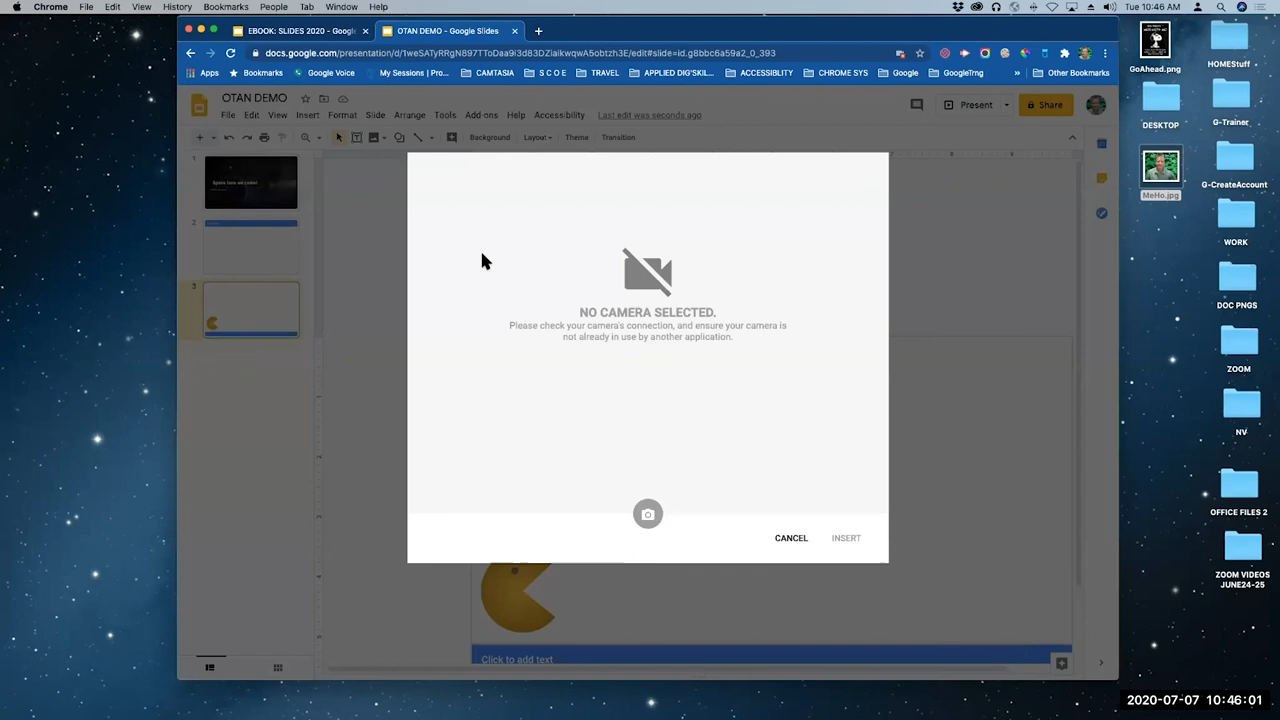 Chrome File Edit View History Bookmarks People Tab Window Help Tue 10:46 AM
EBOOK: SLIDES 2020 - Googl
OTAN DEMO - Google Slides
docs.google.com/presentation/d/1weSATyRRgN897TToDaa9i3d83DZiaikwqwA5obtzh3E/edit#slide=id.g8bbc6a59a2_0_393
Apps Bookmarks Google Voice My Sessions | Pro... CAMTASIA S C O E TRAVEL APPLIED DIG'SKIL... ACCESSIBLITY CHROME SYS Google GoogleTrng » Other Bookmarks
OTAN DEMO
File Edit View Insert Format Slide Arrange Tools Add-ons Help Accessibility Last edit was seconds ago
Present
Share
Background Layout Theme Transition
1
2
3
NO CAMERA SELECTED.
Please check your camera's connection, and ensure your camera is
not already in use by another application.
CANCEL INSERT
Click to add text
GoAhead.png
HOMEStuff
DESKTOP
G-Trainer
MeHo.jpg
G-CreateAccount
WORK
DOC PNGS
ZOOM
NV
OFFICE FILES 2
ZOOM VIDEOS
JUNE24-25
2020-07-07 10:46:01